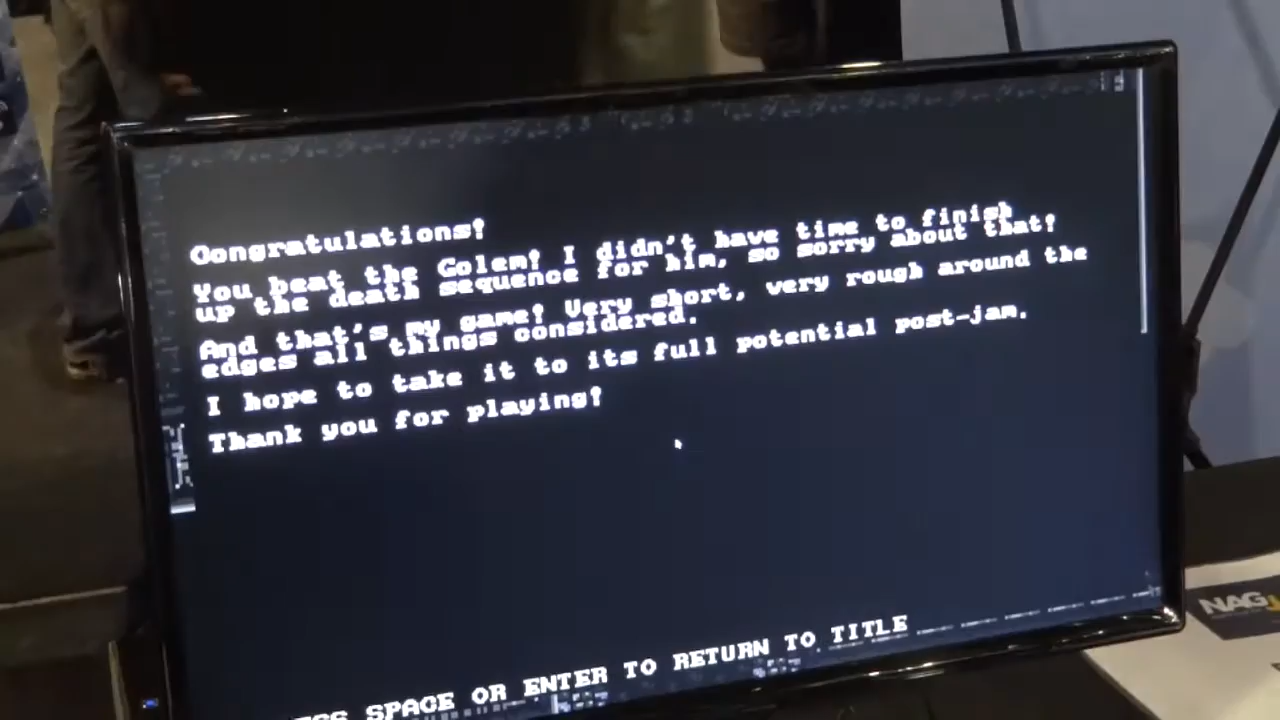 Congratulations!
You beat the Golem! I didn't have time to finish
up the death sequence for him, so sorry about that!
And that's my game! Very short, very rough around the
edges all things considered.
I hope to take it to its full potential post-jam.
Thank you for playing!
SPACE OR ENTER TO RETURN TO TITLE
NAG